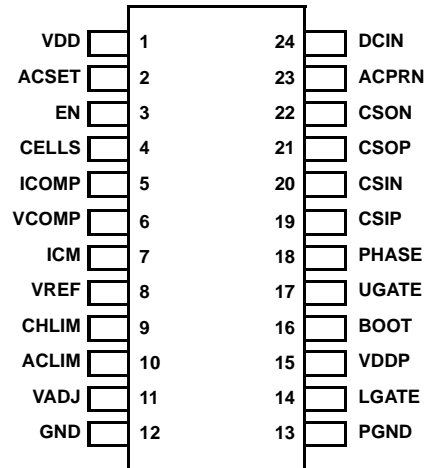 VDD 1 24 DCIN
ACSET 2 23 ACPRN
EN 3 22 CSON
CELLS 4 21 CSOP
ICOMP 5 20 CSIN
VCOMP 6 19 CSIP
ICM 7 18 PHASE
VREF 8 17 UGATE
CHLIM 9 16 BOOT
ACLIM 10 15 VDDP
VADJ 11 14 LGATE
GND 12 13 PGND